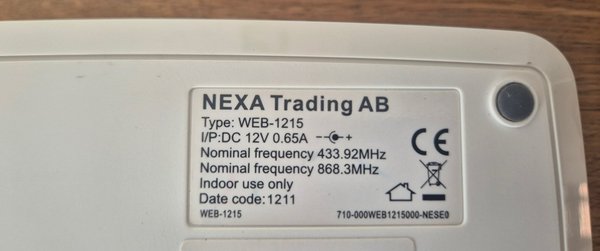 NEXA Trading AB
Type: WEB-1215
I/P:DC 12V 0.65A - +
Nominal frequency 433.92MHz
Nominal frequency 868.3MHz
Indoor use only
Date code: 1211
CE
WEB-1215 710-000WEB1215000-NESE0